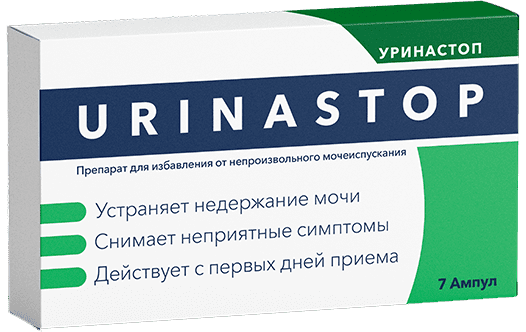 УРИНАСТОП
URINASTOP
Препарат для избавления от непроизвольного мочеиспускания
Устраняет недержание мочи
Снимает неприятные симптомы
Действует с первых дней приема
7 Ампул